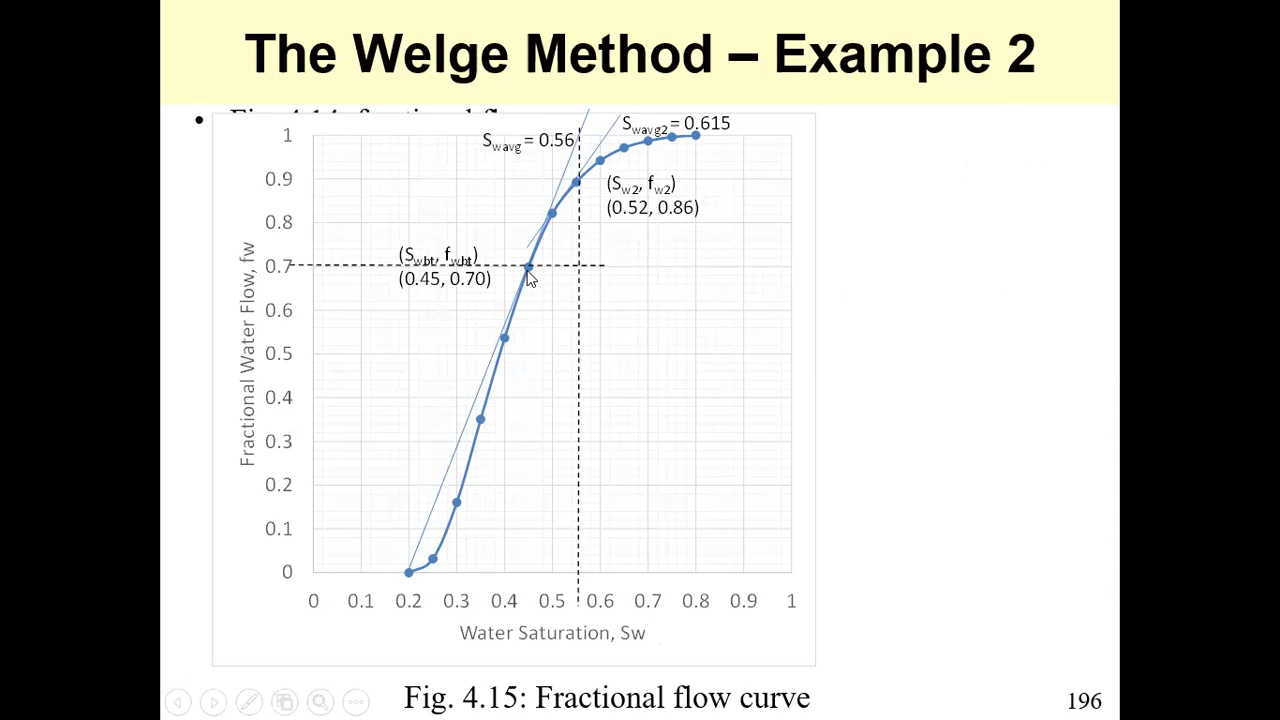 The Welge Method – Example 2
•
1
0.9
0.8
0.7
0.6
0.5
0.4
0.3
0.2
0.1
0
Fractional Water Flow, fw
Swavg = 0.56
Swavg2 = 0.615
(Sw2, fw2)
(0.52, 0.86)
(Swbt, fwbt)
(0.45, 0.70)
0 0.1 0.2 0.3 0.4 0.5 0.6 0.7 0.8 0.9 1
Water Saturation, Sw
Fig. 4.15: Fractional flow curve
196